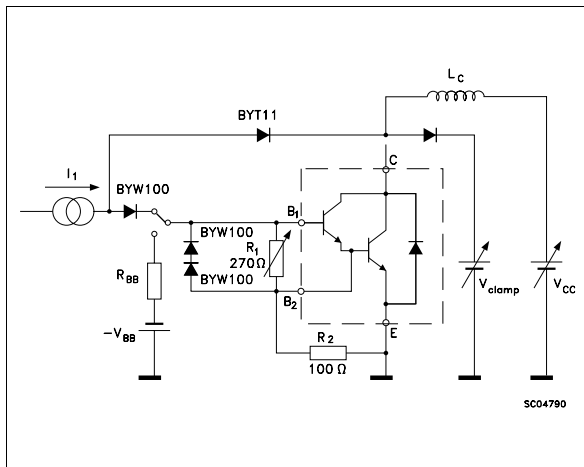 L_C
BYT11
I_1
C
BYW100
B_1
BYW100
R_1
270Ω
R_BB
BYW100
B_2
V_clamp
V_CC
-V_BB
E
R_2
100 Ω
SC04790